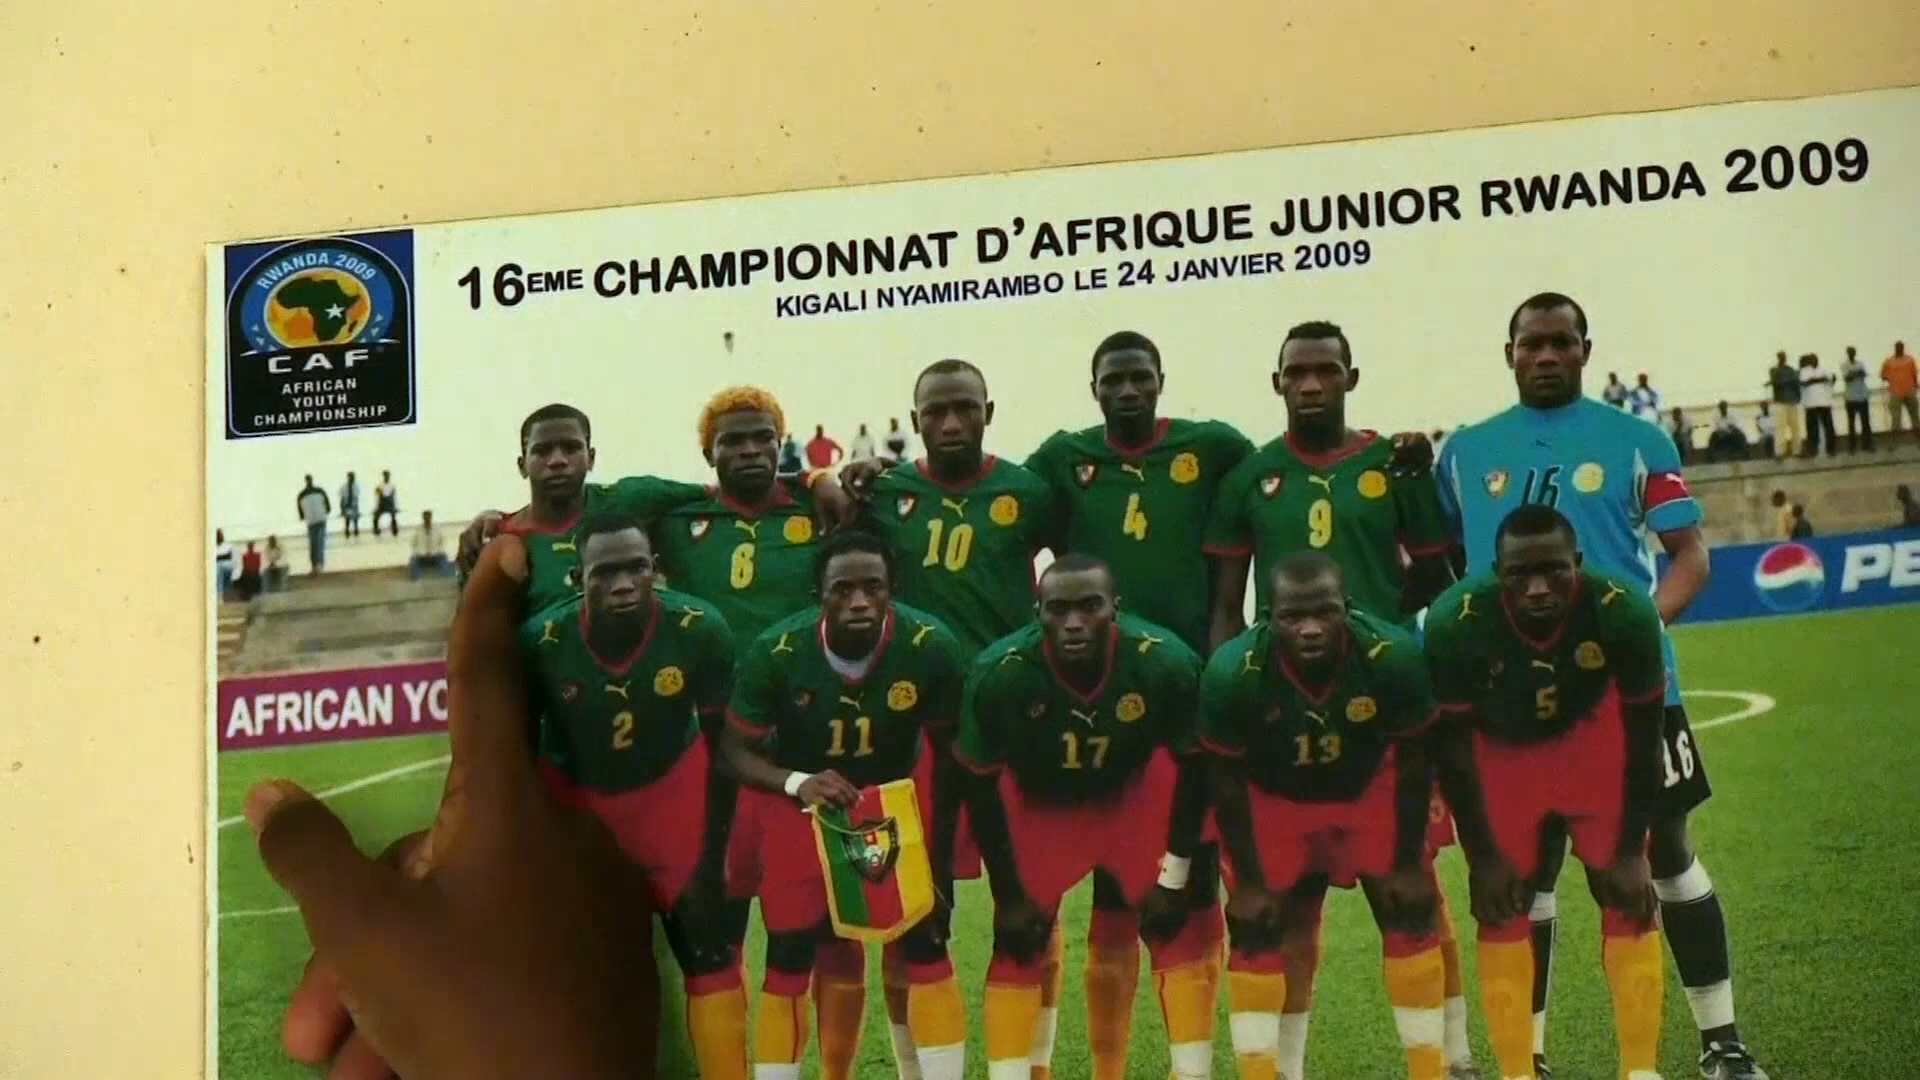 16EME CHAMPIONNAT D'AFRIQUE JUNIOR RWANDA 2009
KIGALI NYAMIRAMBO LE 24 JANVIER 2009
RWANDA 2009
CAF
AFRICAN
YOUTH
CHAMPIONSHIP
6
10
4
9
16
PE
AFRICAN YO
2
11
17
13
5
16